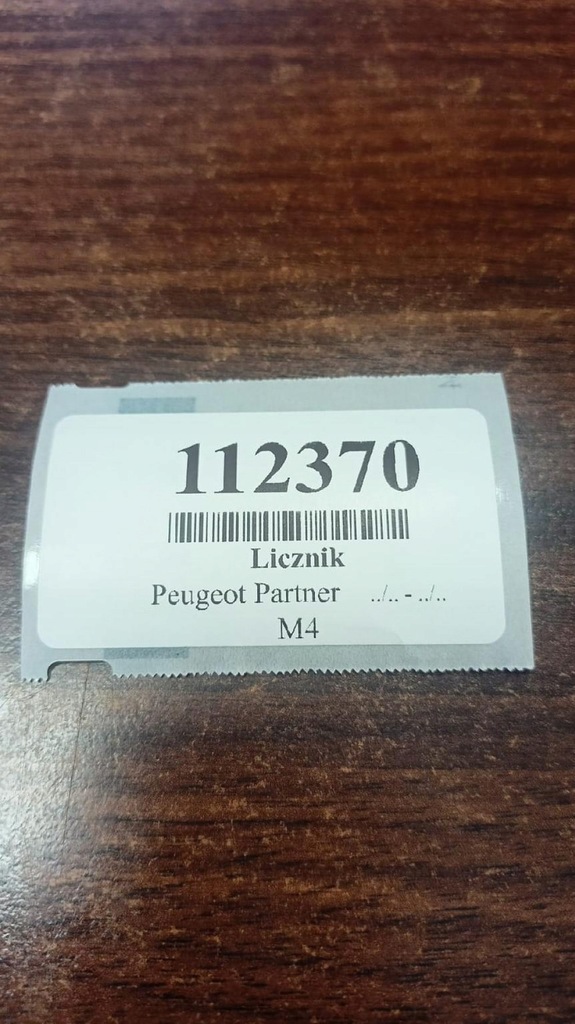 112370
Licznik
Peugeot Partner ../.. - ../..
M4